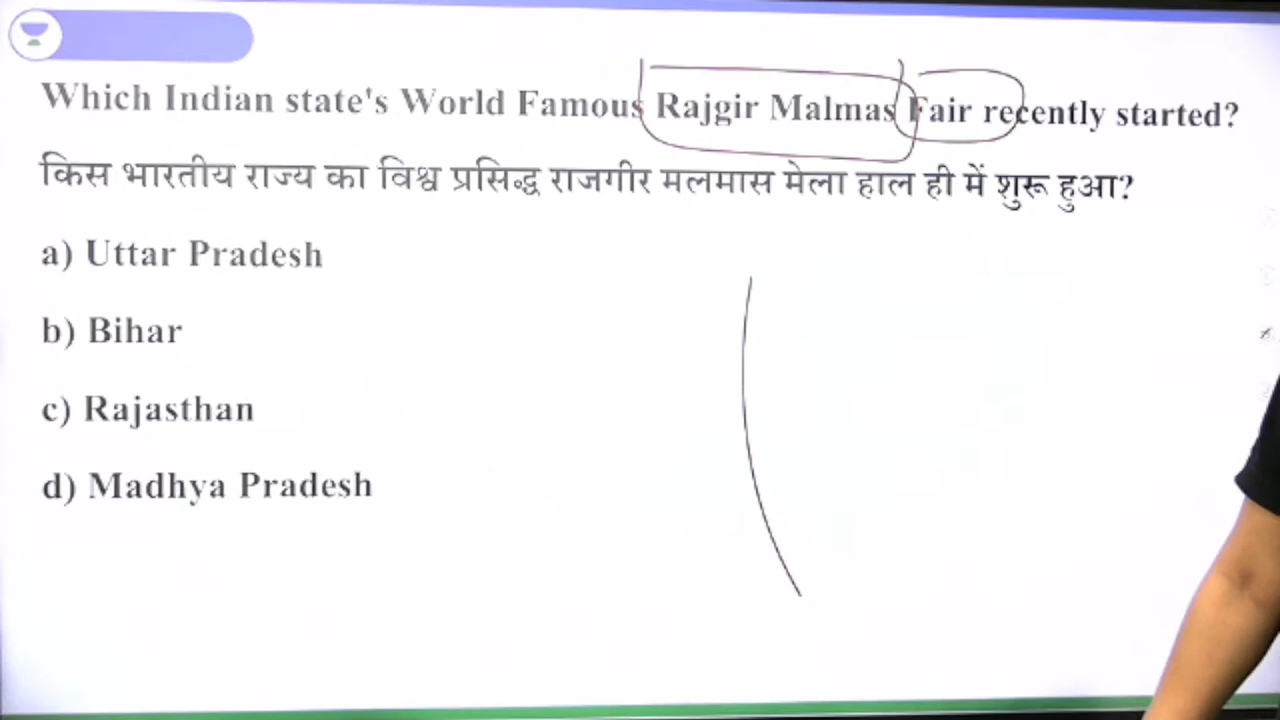 Which Indian state's World Famous Rajgir Malmas Fair recently started?
किस भारतीय राज्य का विश्व प्रसिद्ध राजगीर मलमास मेला हाल ही में शुरू हुआ?
a) Uttar Pradesh
b) Bihar
c) Rajasthan
d) Madhya Pradesh